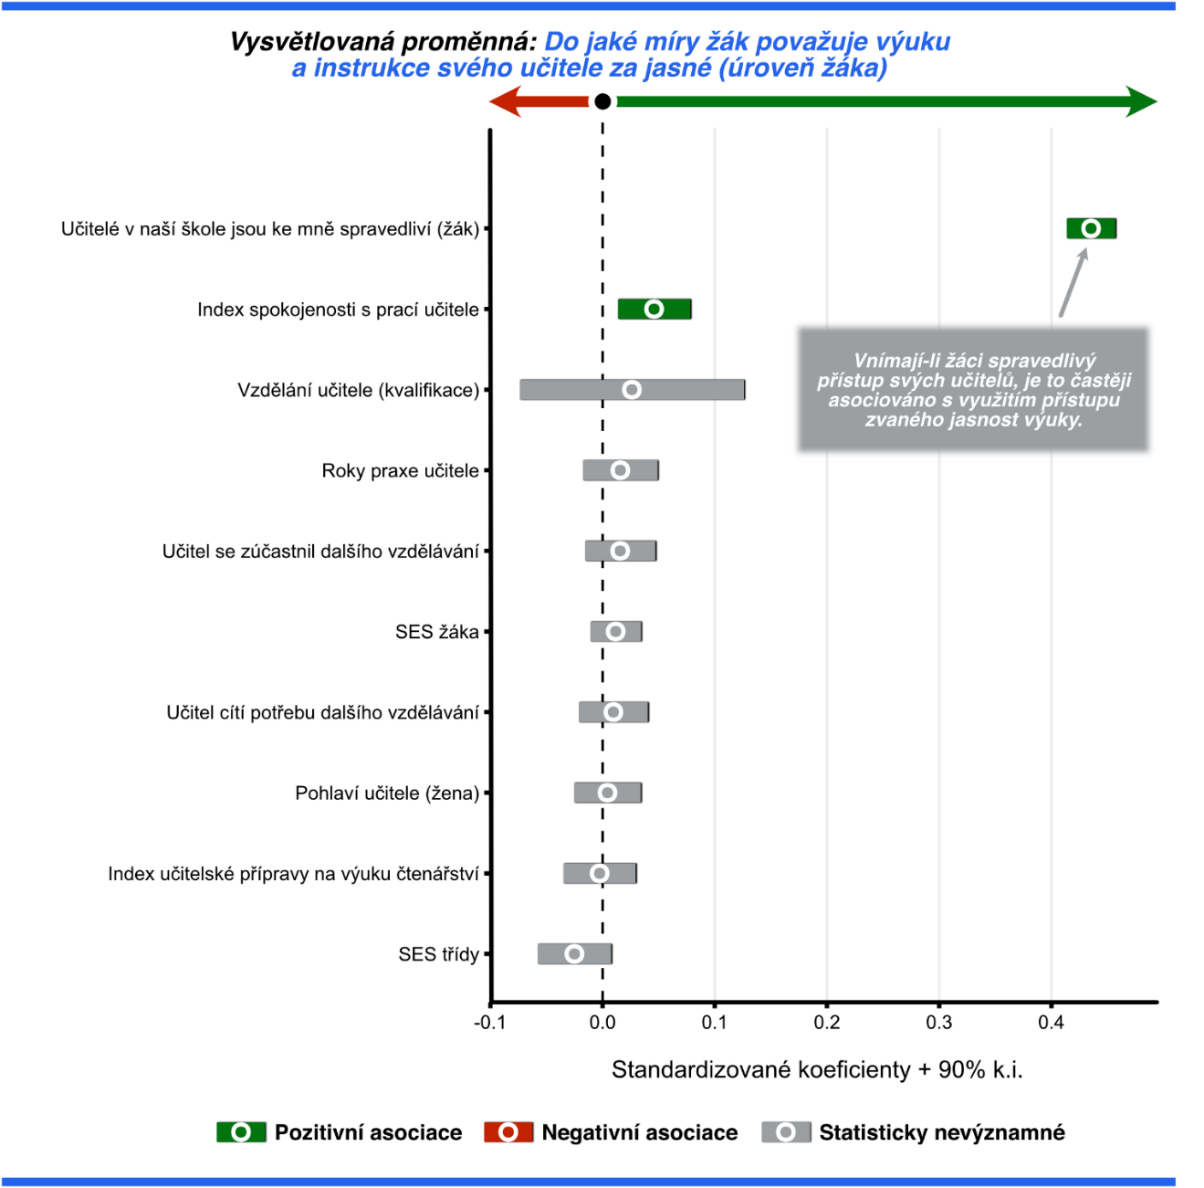 Vysvětlovaná proměnná: Do jaké míry žák považuje výuku
a instrukce svého učitele za jasné (úroveň žáka)
Učitelé v naší škole jsou ke mně spravedliví (žák)
Index spokojenosti s prací učitele
Vnímají-li žáci spravedlivý
přístup svých učitelů, je to častěji
asociováno s využitím přístupu
zvaného jasnost výuky.
Vzdělání učitele (kvalifikace)
Roky praxe učitele
Učitel se zúčastnil dalšího vzdělávání
SES žáka
Učitel cítí potřebu dalšího vzdělávání
Pohlaví učitele (žena)
Index učitelské přípravy na výuku čtenářství
SES třídy
-0.1 0.0 0.1 0.2 0.3 0.4
Standardizované koeficienty + 90% k.i.
Pozitivní asociace Negativní asociace Statisticky nevýznamné